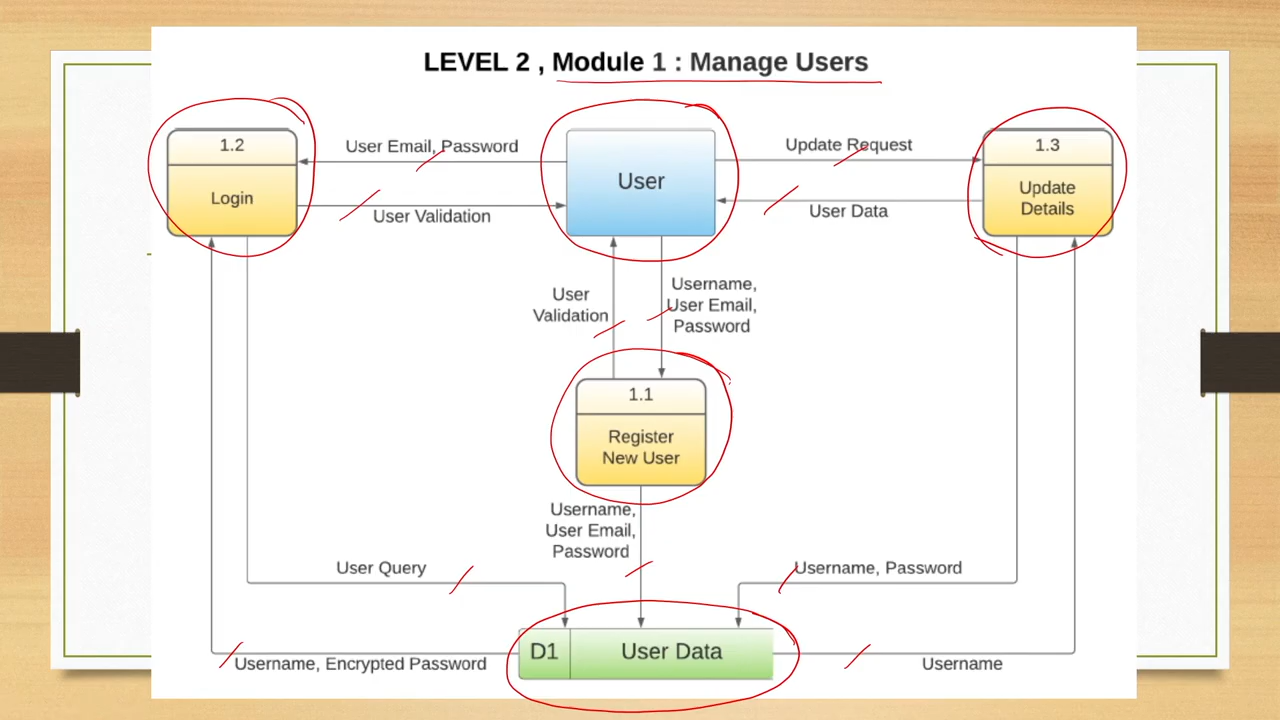 LEVEL 2 , Module 1 : Manage Users
1.2
Login
User Email, Password
User Validation
User
Update Request
User Data
1.3
Update
Details
User
Validation
Username,
User Email,
Password
1.1
Register
New User
Username,
User Email,
Password
User Query
Username, Password
D1
User Data
Username, Encrypted Password
Username